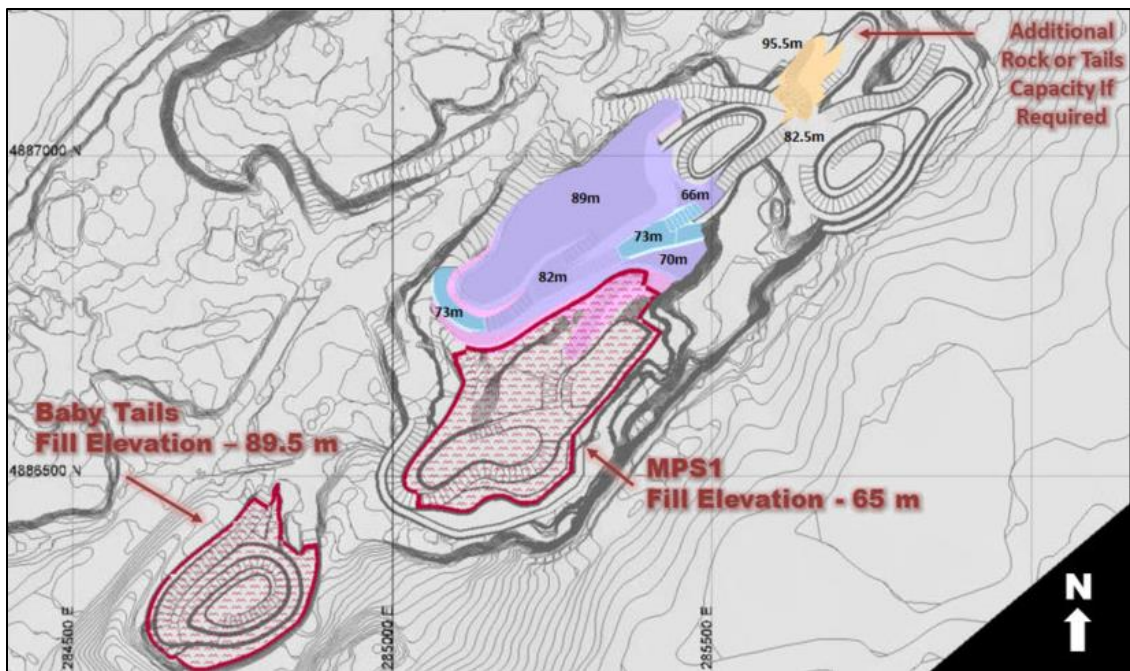 95.5m
Additional
Rock or Tails
Capacity If
Required
82.5m
4887000 N
89m
66m
73m
70m
82m
73m
Baby Tails
Fill Elevation – 89.5 m
MPS1
Fill Elevation - 65 m
4886500 N
N
284500 E
285000 E
285500 E